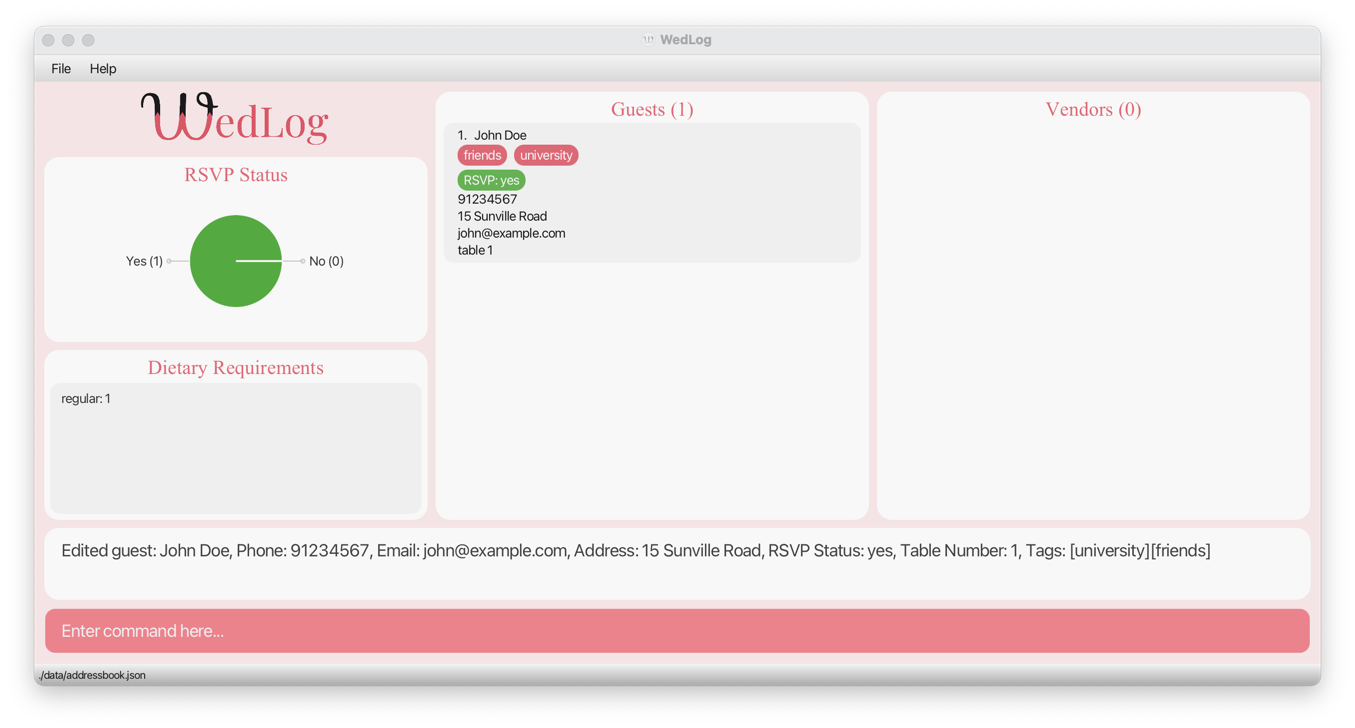 WedLog
File Help
WedLog
RSVP Status
Yes (1)
No (0)
Dietary Requirements
regular: 1
Guests (1)
1. John Doe
friends university
RSVP: yes
91234567
15 Sunville Road
john@example.com
table 1
Vendors (0)
Edited guest: John Doe, Phone: 91234567, Email: john@example.com, Address: 15 Sunville Road, RSVP Status: yes, Table Number: 1, Tags: [university][friends]
Enter command here...
./data/addressbook.json